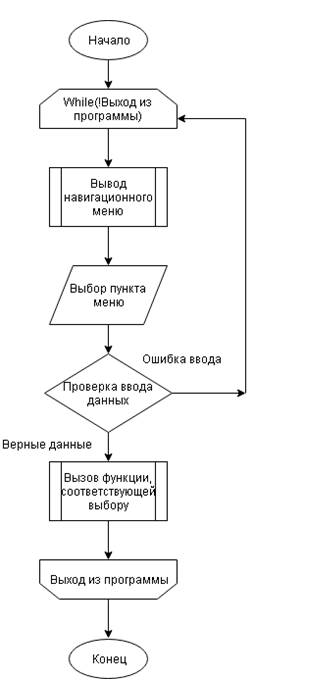 Начало
While(!Выход из
программы)
Вывод
навигационного
меню
Выбор пункта
меню
Ошибка ввода
Проверка ввода
данных
Верные данные
Вызов функции,
соответствующей
выбору
Выход из программы
Конец